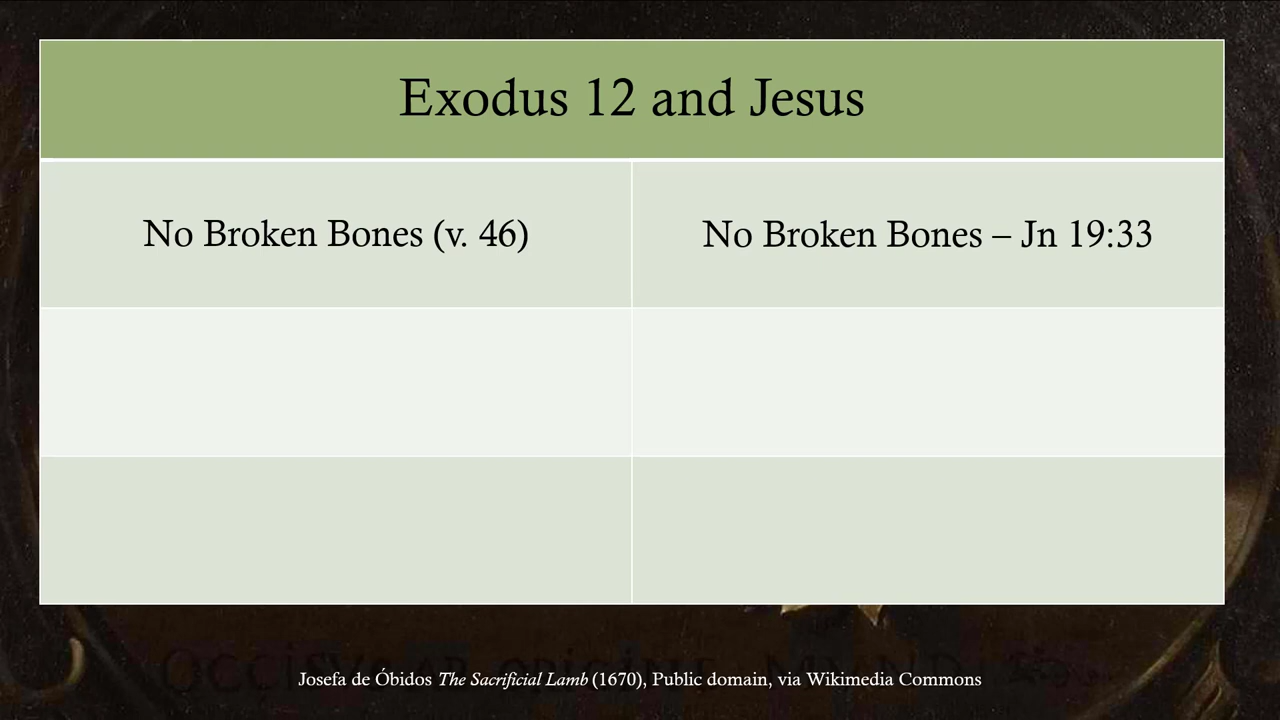 Exodus 12 and Jesus
No Broken Bones (v. 46)
No Broken Bones – Jn 19:33
OCCISVS
Josefa de Óbidos The Sacrificial Lamb (1670), Public domain, via Wikimedia Commons